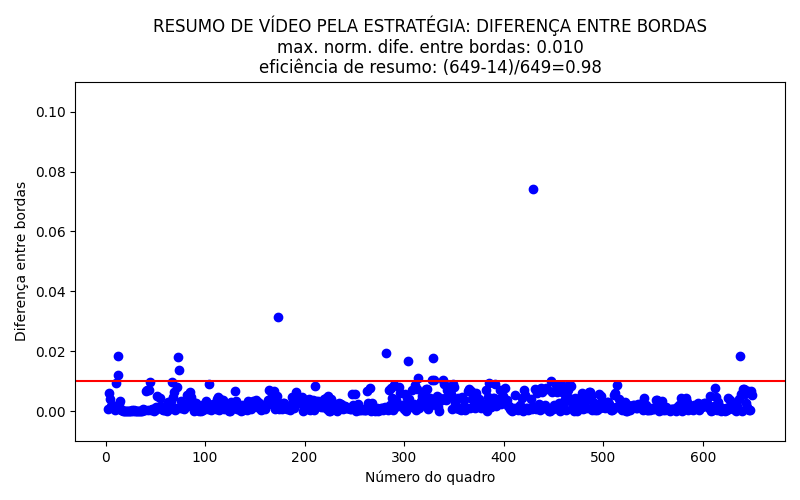 RESUMO DE VÍDEO PELA ESTRATÉGIA: DIFERENÇA ENTRE BORDAS
max. norm. dife. entre bordas: 0.010
eficiência de resumo: (649-14)/649=0.98
0.10
0.08
0.06
0.04
0.02
0.00
Diferença entre bordas
0 100 200 300 400 500 600
Número do quadro